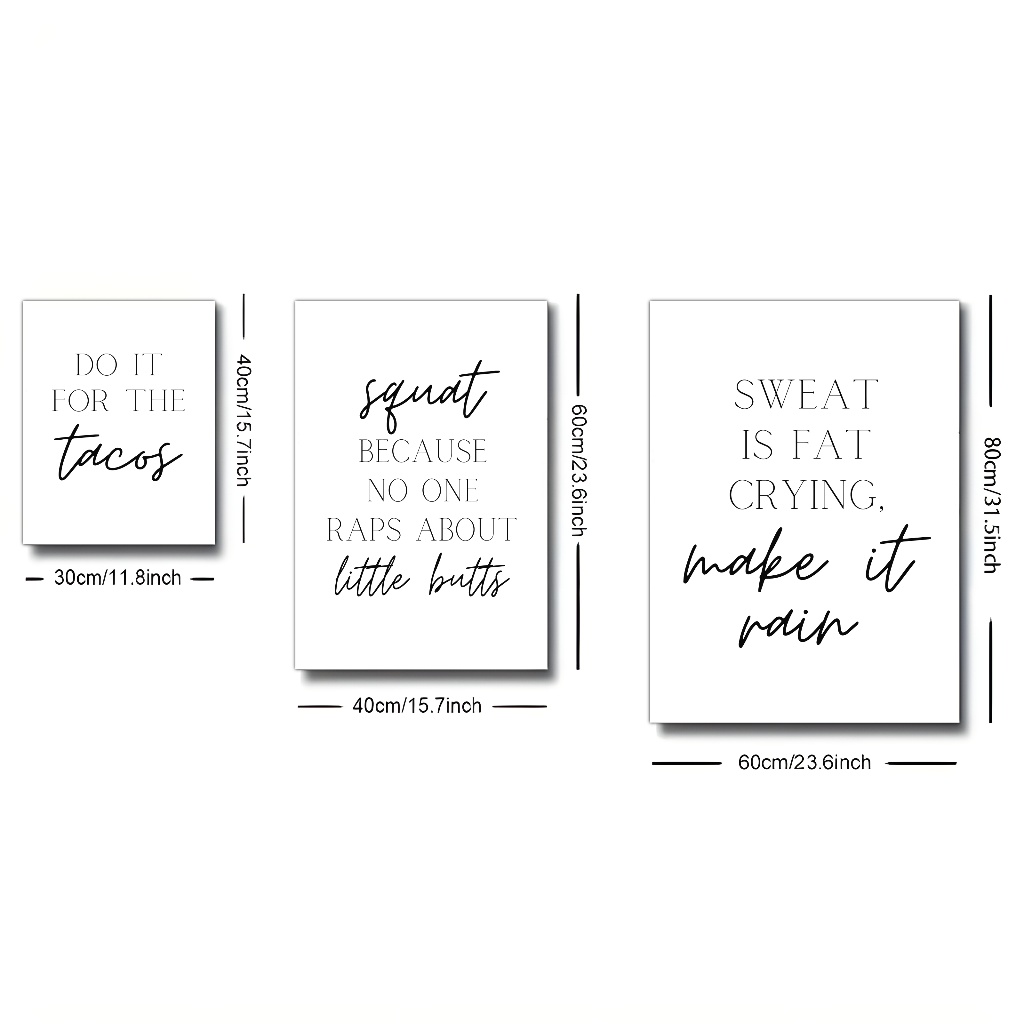 DO IT
FOR THE
tacos
40cm/15.7inch
30cm/11.8inch
squat
BECAUSE
NO ONE
RAPS ABOUT
little butts
60cm/23.6inch
40cm/15.7inch
SWEAT
IS FAT
CRYING,
make it
rain
80cm/31.5inch
60cm/23.6inch